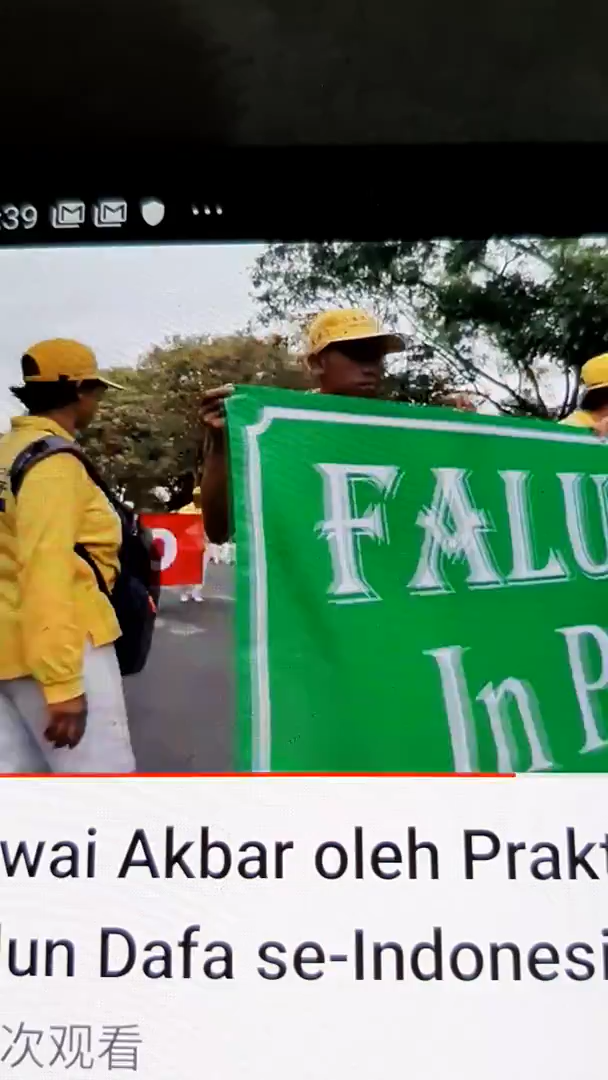 :39
FALU
In P
wai Akbar oleh Prakt
lun Dafa se-Indonesi
次观看